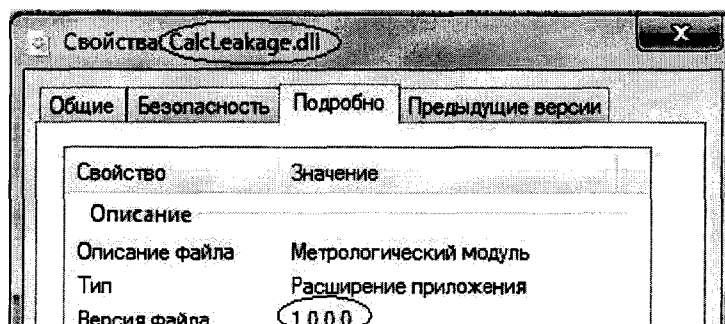 Свойства: CalcLeakage.dll
Общие Безопасность Подробно Предыдущие версии
Свойство Значение
Описание
Описание файла Метрологический модуль
Тип Расширение приложения
Версия файла 1.0.0.0